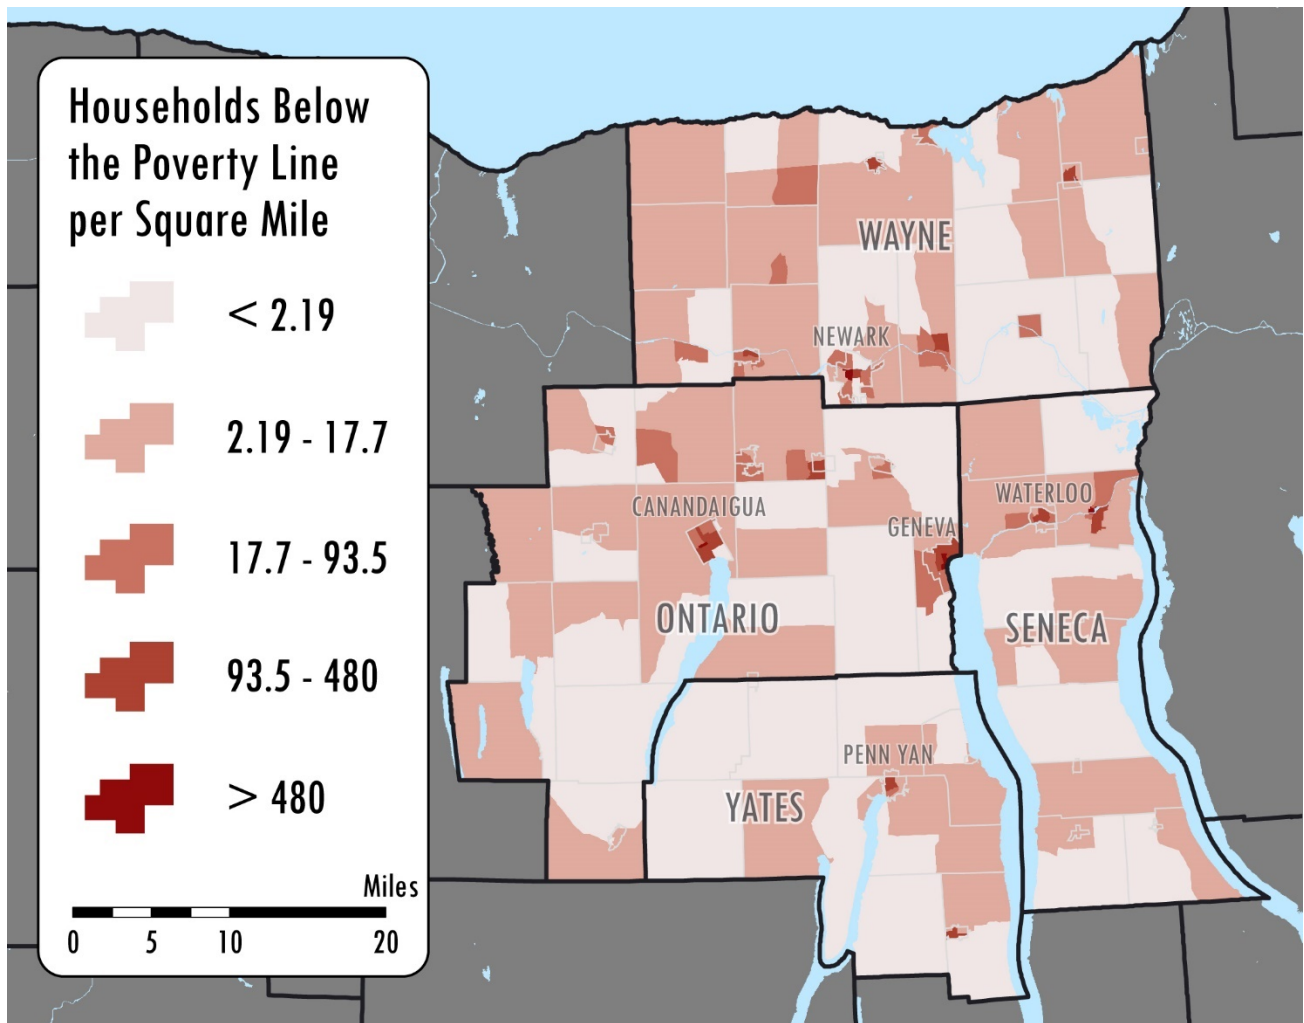 Households Below
the Poverty Line
per Square Mile
< 2.19
2.19 - 17.7
17.7 - 93.5
93.5 - 480
> 480
Miles
0 5 10 20
WAYNE
NEWARK
CANANDAIGUA
WATERLOO
GENEVA
ONTARIO
SENECA
PENN YAN
YATES